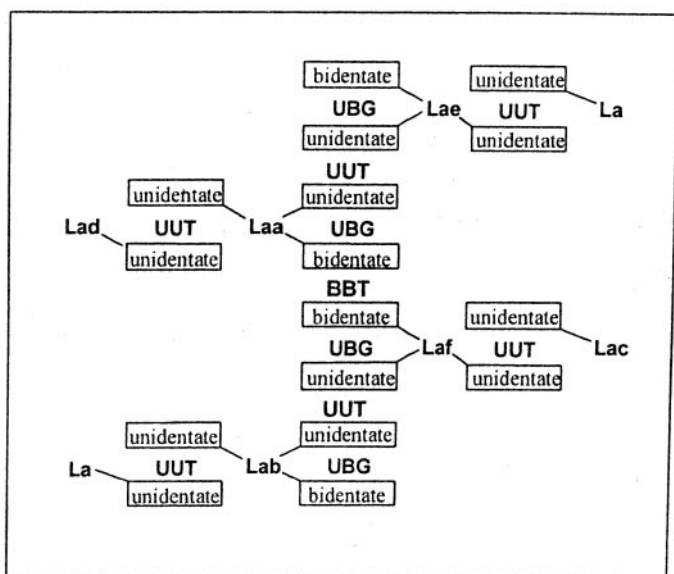 bidentate unidentate
UBG Lae UUT La
unidentate unidentate
UUT
unidentate unidentate
Lad UUT Laa UBG
unidentate bidentate
BBT
bidentate unidentate
UBG Laf UUT Lac
unidentate unidentate
UUT
unidentate unidentate
La UUT Lab UBG
unidentate bidentate